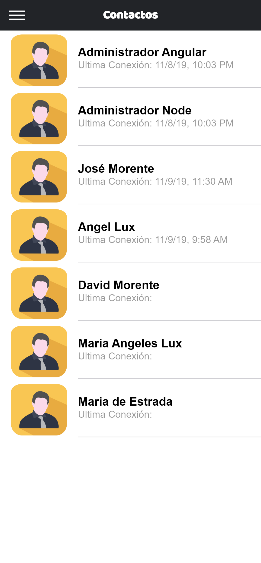 Contactos
Administrador Angular
Ultima Conexión: 11/8/19, 10:03 PM
Administrador Node
Ultima Conexión: 11/8/19, 10:03 PM
José Morente
Ultima Conexión: 11/9/19, 11:30 AM
Angel Lux
Ultima Conexión: 11/9/19, 9:58 AM
David Morente
Ultima Conexión:
Maria Angeles Lux
Ultima Conexión:
Maria de Estrada
Ultima Conexión: